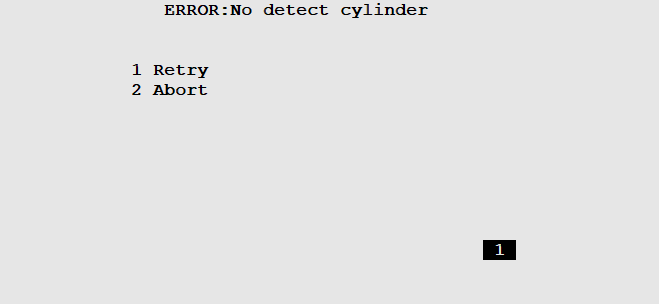 ERROR:No detect cylinder
1 Retry
2 Abort
1